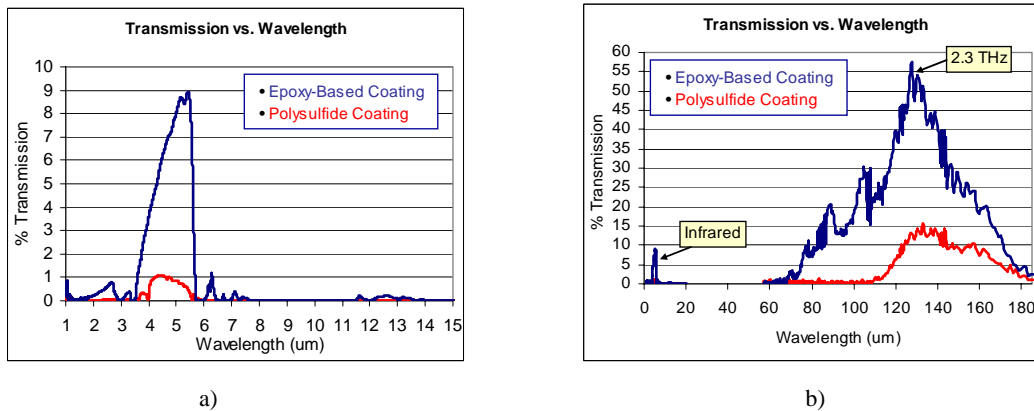 Transmission vs. Wavelength
% Transmission
10
9
8
7
6
5
4
3
2
1
0
• Epoxy-Based Coating
• Polysulfide Coating
1 2 3 4 5 6 7 8 9 10 11 12 13 14 15
Wavelength (um)
a)
Transmission vs. Wavelength
% Transmission
60
55
50
45
40
35
30
25
20
15
10
5
0
• Epoxy-Based Coating
• Polysulfide Coating
2.3 THz
Infrared
0 20 40 60 80 100 120 140 160 180
Wavelength (um)
b)